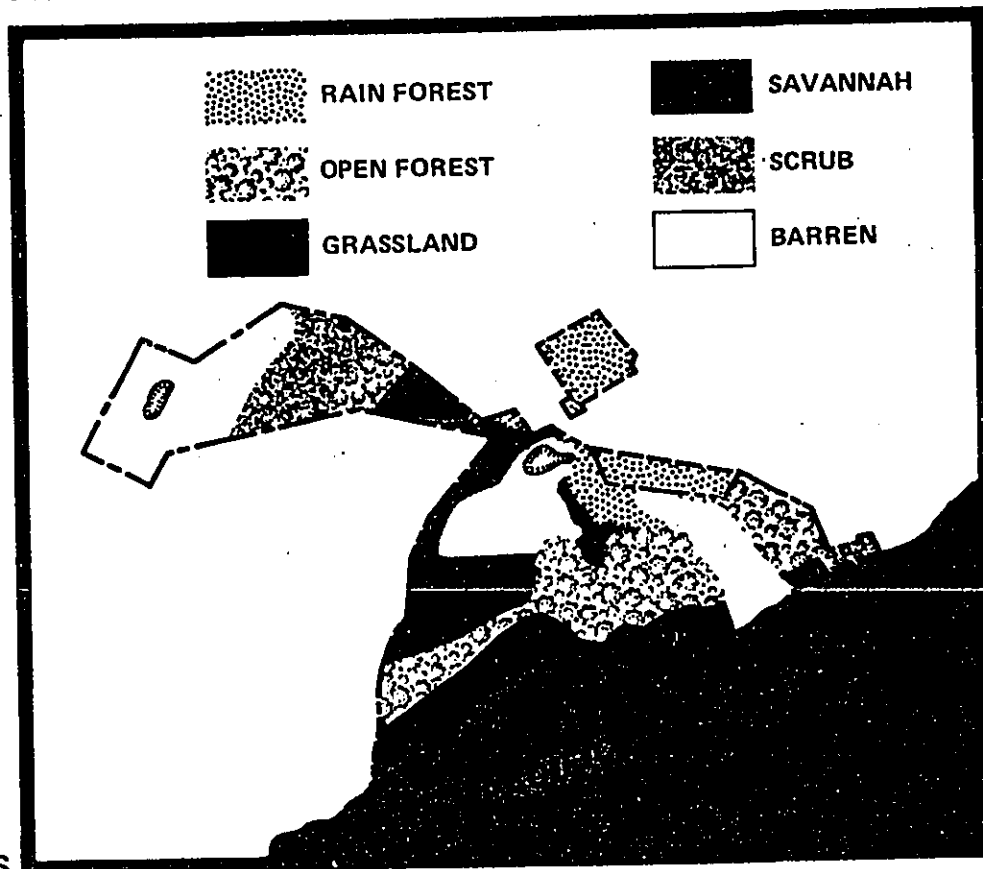 RAIN FOREST
OPEN FOREST
GRASSLAND
SAVANNAH
SCRUB
BARREN
S